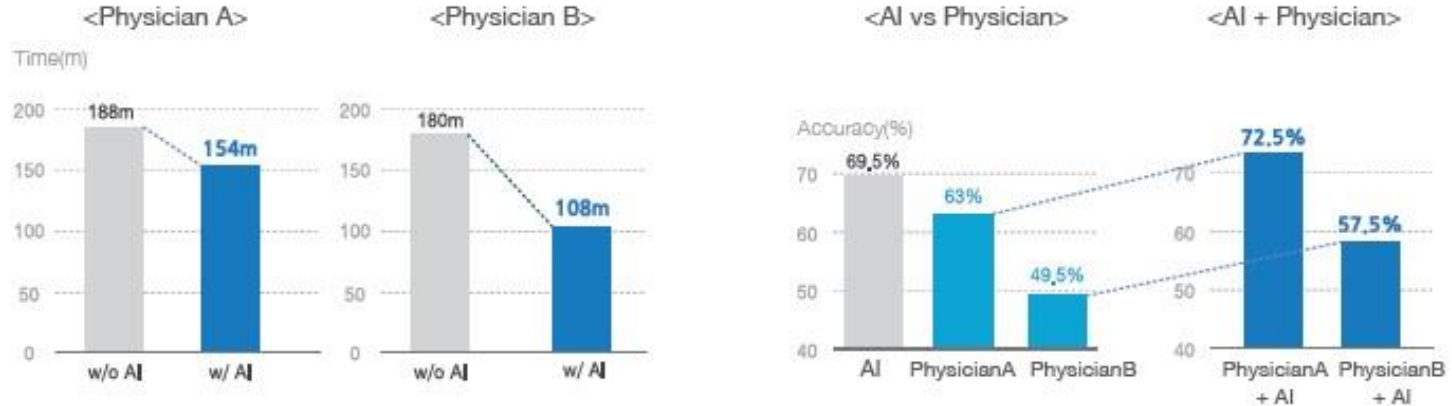 <Physician A> <Physician B> <AI vs Physician> <AI + Physician>
Time(m)
200
188m
154m
150
100
50
0
w/o AI w/ AI
200
180m
150
108m
100
50
0
w/o AI w/ AI
Accuracy(%)
69.5%
70
63%
60
49.5%
50
40
AI PhysicianA PhysicianB
72.5%
70
60
57.5%
50
40
PhysicianA PhysicianB
+ AI + AI